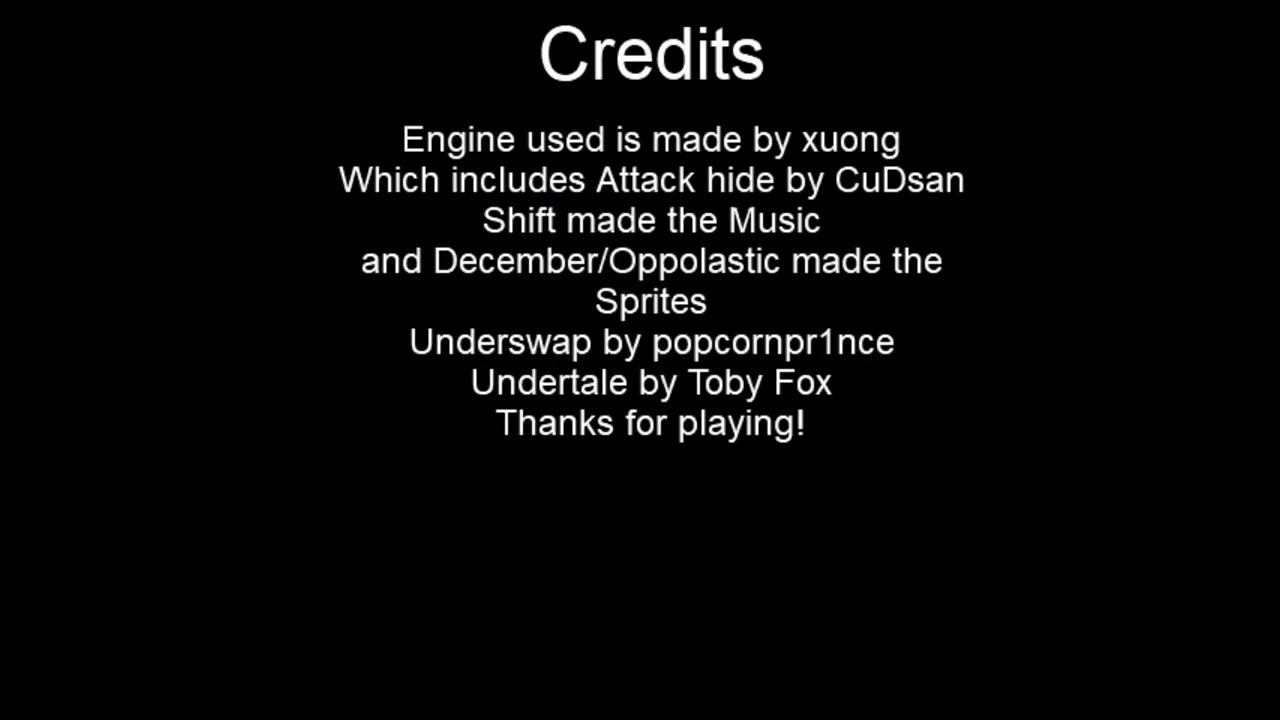 Credits
Engine used is made by xuong
Which includes Attack hide by CuDsan
Shift made the Music
and December/Oppolastic made the
Sprites
Underswap by popcornpr1nce
Undertale by Toby Fox
Thanks for playing!